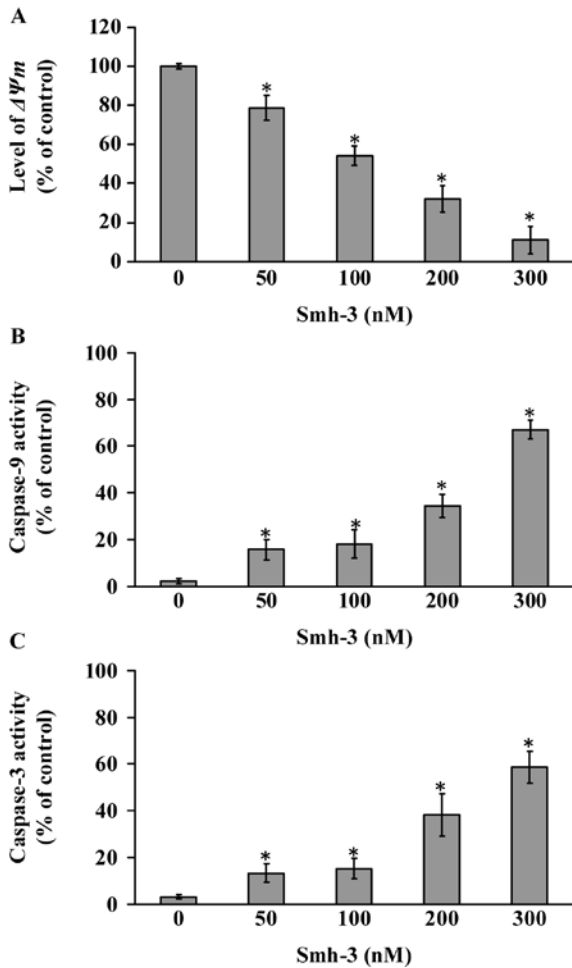 A
Level of ΔΨm
(% of control)
120
100
80
60
40
20
0
*
*
*
*
0 50 100 200 300
Smh-3 (nM)
B
Caspase-9 activity
(% of control)
100
80
60
40
20
0
*
*
*
*
0 50 100 200 300
Smh-3 (nM)
C
Caspase-3 activity
(% of control)
100
80
60
40
20
0
*
*
*
*
0 50 100 200 300
Smh-3 (nM)